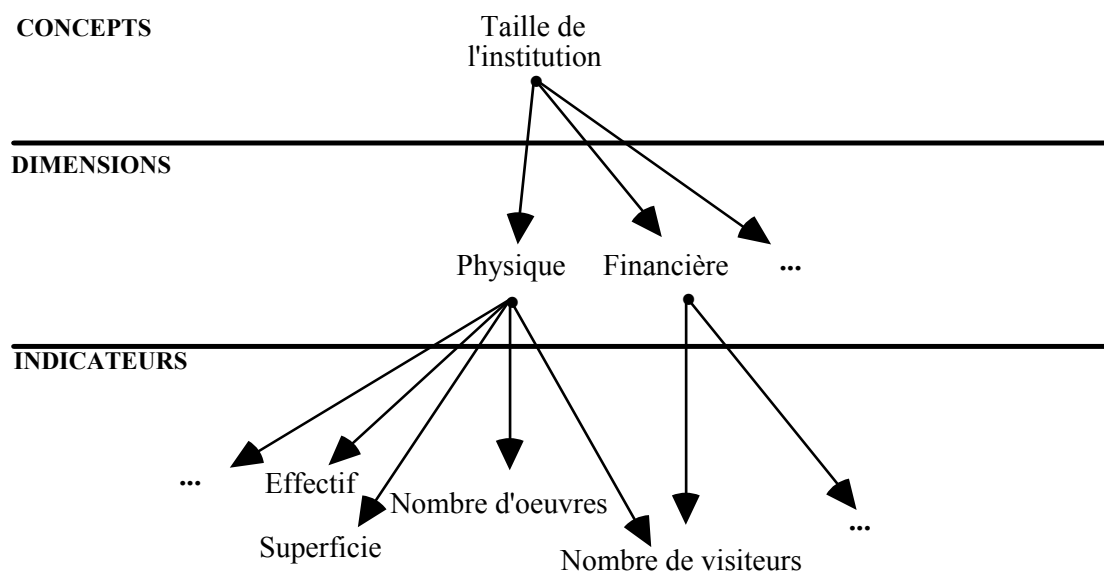 CONCEPTS
Taille de
l'institution
DIMENSIONS
Physique Financière ...
INDICATEURS
... Effectif
Nombre d'oeuvres
...
Superficie
Nombre de visiteurs